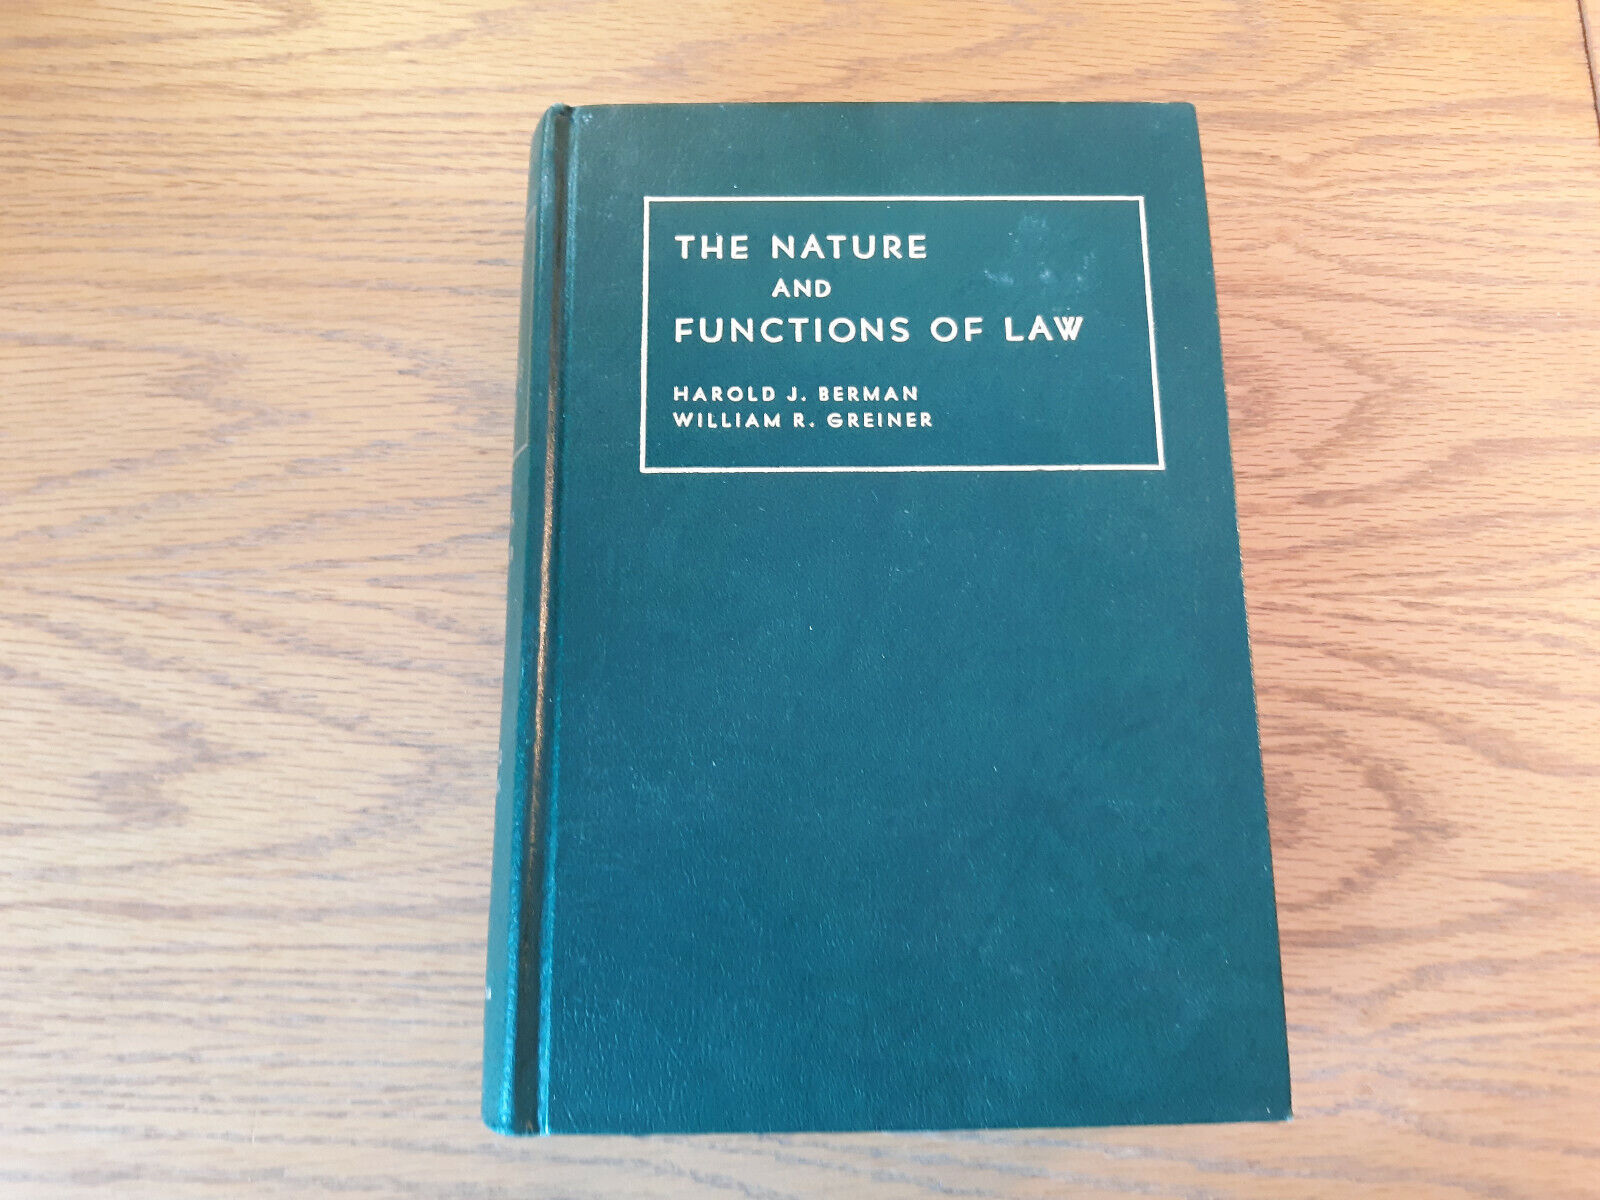 THE NATURE
AND
FUNCTIONS OF LAW
HAROLD J. BERMAN
WILLIAM R. GREINER